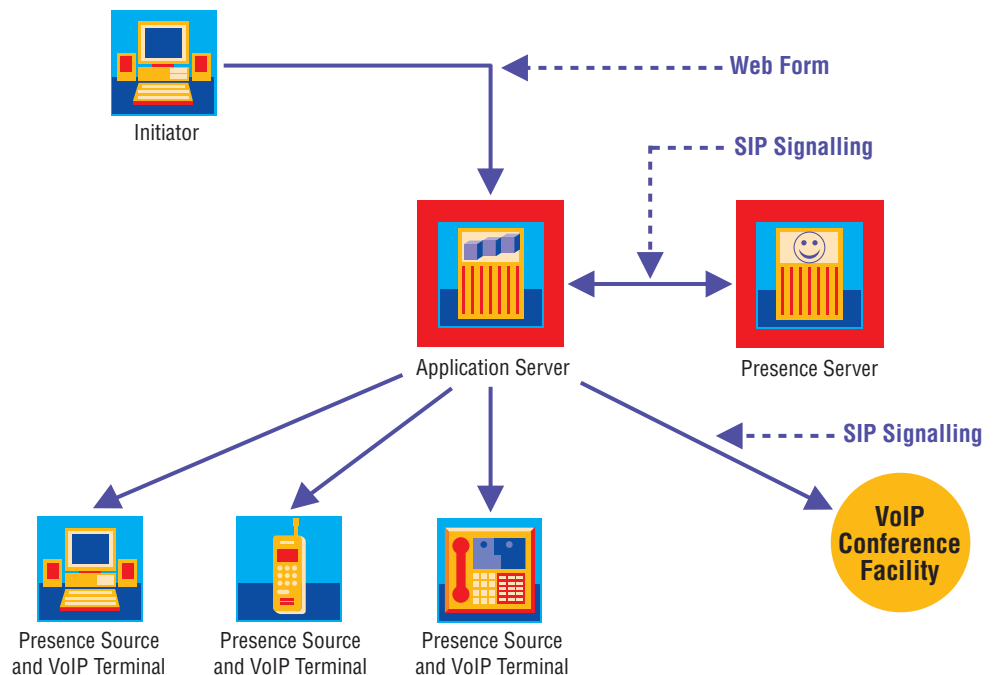 Web Form
Initiator
SIP Signalling
Application Server
Presence Server
SIP Signalling
VoIP
Conference
Facility
Presence Source
and VoIP Terminal
Presence Source
and VoIP Terminal
Presence Source
and VoIP Terminal